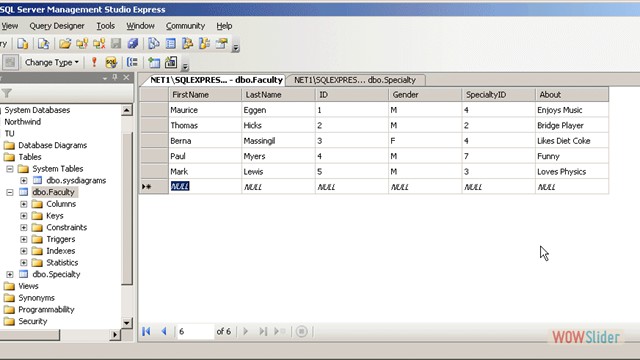 SQL Server Management Studio Express
View Query Designer Tools Window Community Help
Change Type
NET1\SQLEXPRES... - dbo.Faculty NET1\SQLEXPRES... dbo.Specialty
System Databases
Northwind
TU
Database Diagrams
Tables
System Tables
dbo.sysdiagrams
dbo.Faculty
Columns
Keys
Constraints
Triggers
Indexes
Statistics
dbo.Specialty
Views
Synonyms
Programmability
Security
FirstName LastName ID Gender SpecialtyID About
Maurice Eggen 1 M 4 Enjoys Music
Thomas Hicks 2 M 2 Bridge Player
Berna Massingil 3 F 4 Likes Diet Coke
Paul Myers 4 M 7 Funny
Mark Lewis 5 M 3 Loves Physics
NULL NULL NULL NULL NULL NULL
6 of 6
WOWSlider